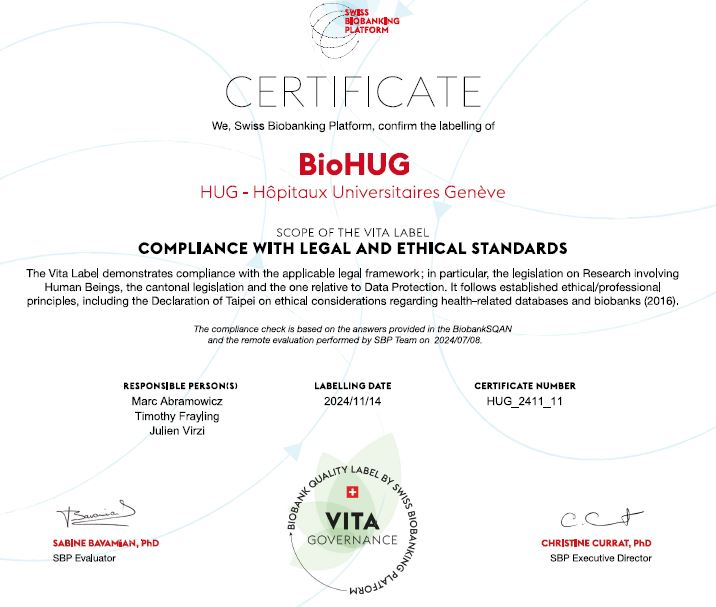 SWISS
BIOBANKING
PLATFORM
CERTIFICATE
We, Swiss Biobanking Platform, confirm the labelling of
BioHUG
HUG - Hôpitaux Universitaires Genève
SCOPE OF THE VITA LABEL
COMPLIANCE WITH LEGAL AND ETHICAL STANDARDS
The Vita Label demonstrates compliance with the applicable legal framework; in particular, the legislation on Research involving
Human Beings, the cantonal legislation and the one relative to Data Protection. It follows established ethical/professional
principles, including the Declaration of Taipei on ethical considerations regarding health-related databases and biobanks (2016).
The compliance check is based on the answers provided in the BiobankSQAN
and the remote evaluation performed by SBP Team on 2024/07/08.
RESPONSIBLE PERSON(S)
Marc Abramowicz
Timothy Frayling
Julien Virzi
LABELLING DATE
2024/11/14
CERTIFICATE NUMBER
HUG_2411_11
BIOBANK QUALITY LABEL BY SWISS BIOBANKING PLATFORM
VITA
GOVERNANCE
SABINE BAVAMIAN, PhD
SBP Evaluator
CHRISTINE CURRAT, PhD
SBP Executive Director